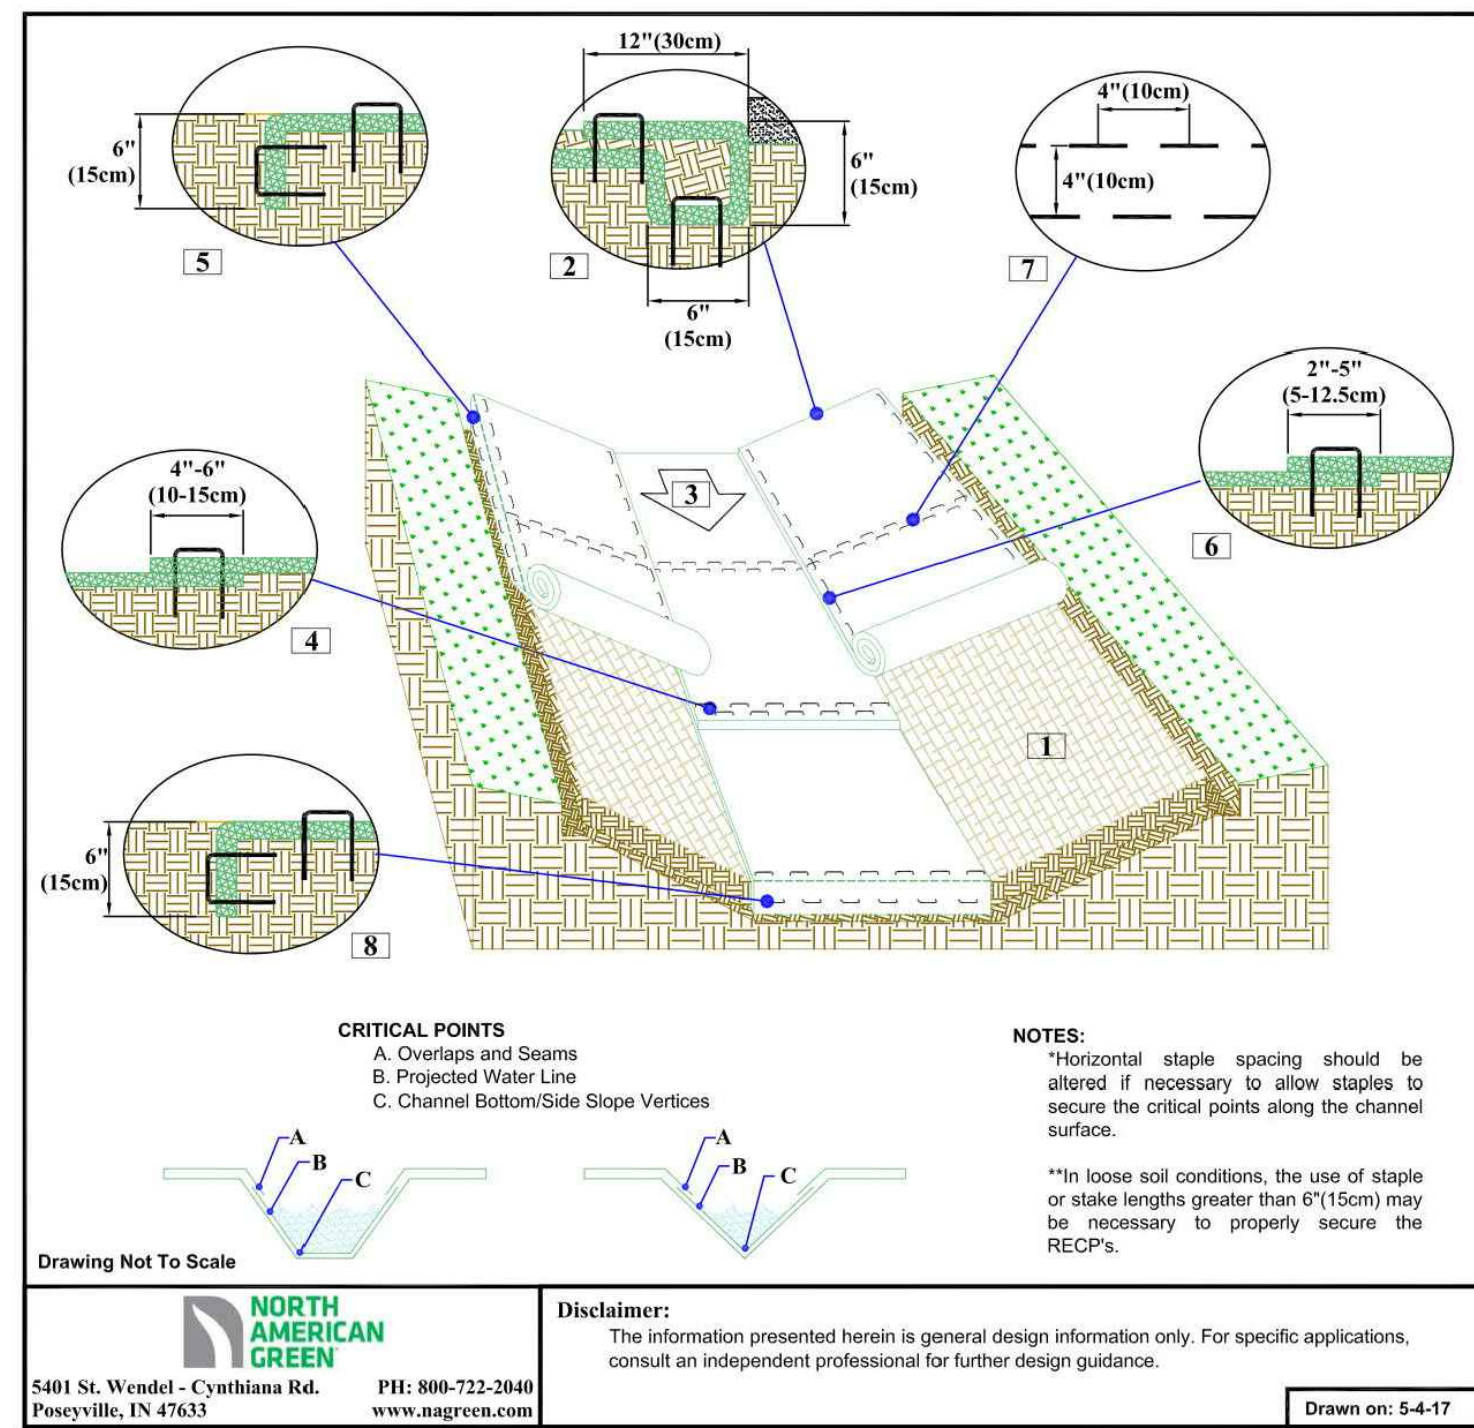 12"(30cm)
6"
(15cm)
5
6"
(15cm)
2
6"
(15cm)
4"(10cm)
4"(10cm)
7
2"-5"
(5-12.5cm)
6
3
4"-6"
(10-15cm)
4
1
6"
(15cm)
8
CRITICAL POINTS
A. Overlaps and Seams
B. Projected Water Line
C. Channel Bottom/Side Slope Vertices
A
B
C
A
B
C
Drawing Not To Scale
NOTES:
*Horizontal staple spacing should be
altered if necessary to allow staples to
secure the critical points along the channel
surface.
**In loose soil conditions, the use of staple
or stake lengths greater than 6"(15cm) may
be necessary to properly secure the
RECP's.
NORTH
AMERICAN
GREEN
5401 St. Wendel - Cynthiana Rd.
Poseyville, IN 47633
PH: 800-722-2040
www.nagreen.com
Disclaimer:
The information presented herein is general design information only. For specific applications,
consult an independent professional for further design guidance.
Drawn on: 5-4-17